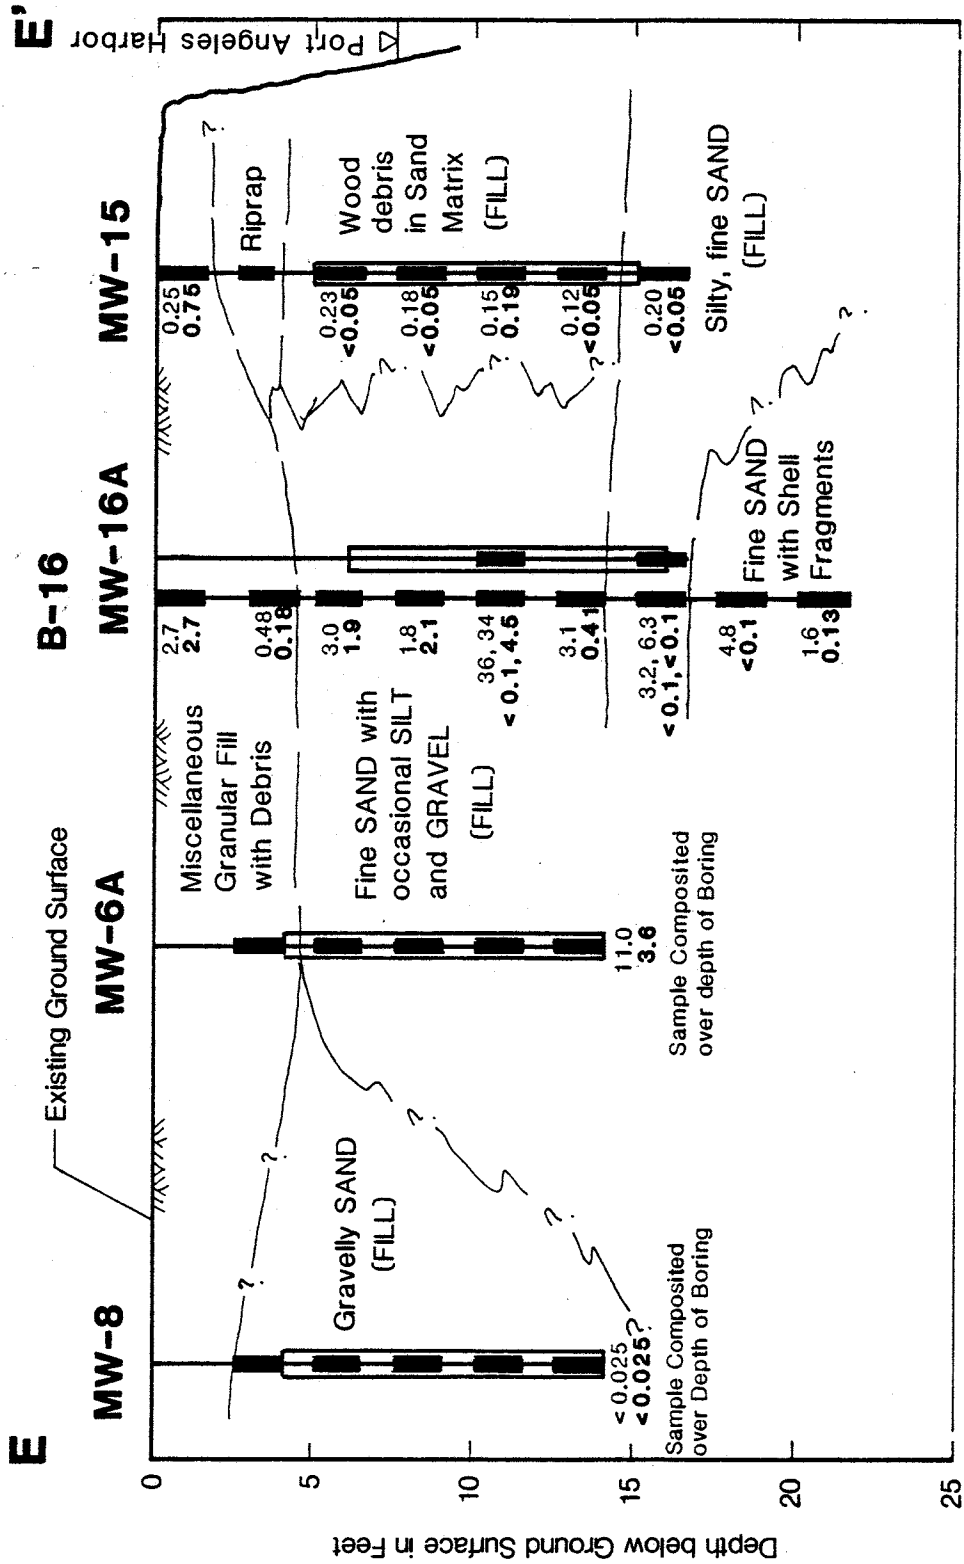 E
E'
Existing Ground Surface
B-16
MW-8
MW-6A
MW-16A
MW-15
Port Angeles Harbor
Depth below Ground Surface in Feet
0
5
10
15
20
25
Gravelly SAND
(FILL)
<0.025
<0.025
Sample Composited
over Depth of Boring
Miscellaneous
Granular Fill
with Debris
Fine SAND with
occasional SILT
and GRAVEL
(FILL)
11.0
3.6
Sample Composited
over depth of Boring
2.7
2.7
0.48
0.18
3.0
1.9
1.8
2.1
36, 34
<0.1, 4.5
3.1
0.41
3.2, 6.3
<0.1, <0.1
4.8
<0.1
1.6
0.13
Fine SAND
with Shell
Fragments
0.25
0.75
0.23
<0.05
0.18
<0.05
0.15
0.19
0.12
<0.05
0.20
<0.05
Riprap
Wood
debris
in Sand
Matrix
(FILL)
Silty, fine SAND
(FILL)
?
?
?
?
?
?
?
?
?
?
?